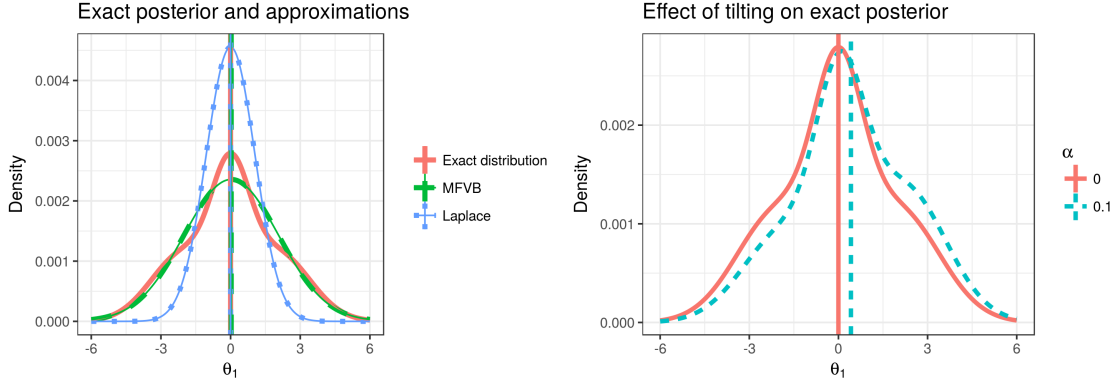 Exact posterior and approximations
0.004
0.003
0.002
0.001
0.000
Density
-6
-3
0
3
6
θ1
Exact distribution
MFVB
Laplace
Effect of tilting on exact posterior
0.002
0.001
0.000
Density
-6
-3
0
3
6
θ1
α
0
0.1